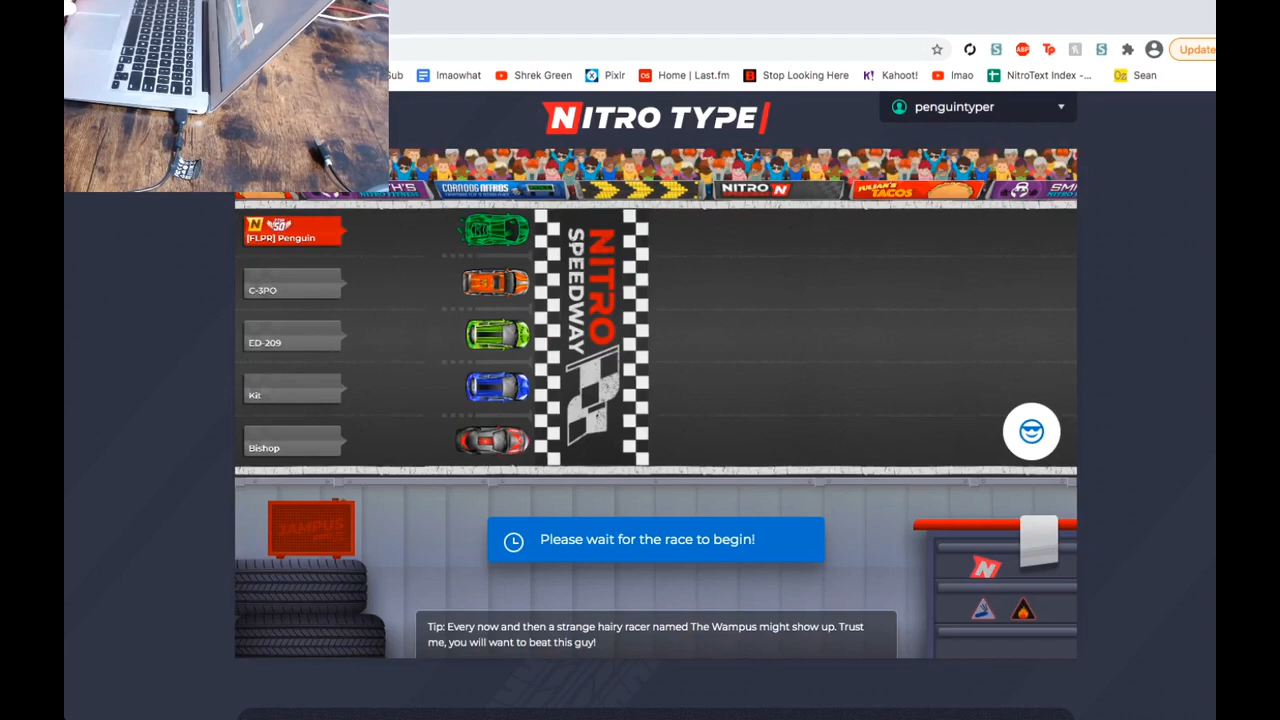 Update
Sub
lmaowhat
Shrek Green
Pixlr
Home | Last.fm
Stop Looking Here
Kahoot!
lmao
NitroText Index -...
Sean
NITRO TYPE
penguintyper
CORNDOG NITROS
NITRO N
JULIAN'S TACOS
N
[FLPR] Penguin
C-3PO
ED-209
Kit
Bishop
NITRO
SPEEDWAY
JAMPUS
Please wait for the race to begin!
N
Tip: Every now and then a strange hairy racer named The Wampus might show up. Trust
me, you will want to beat this guy!